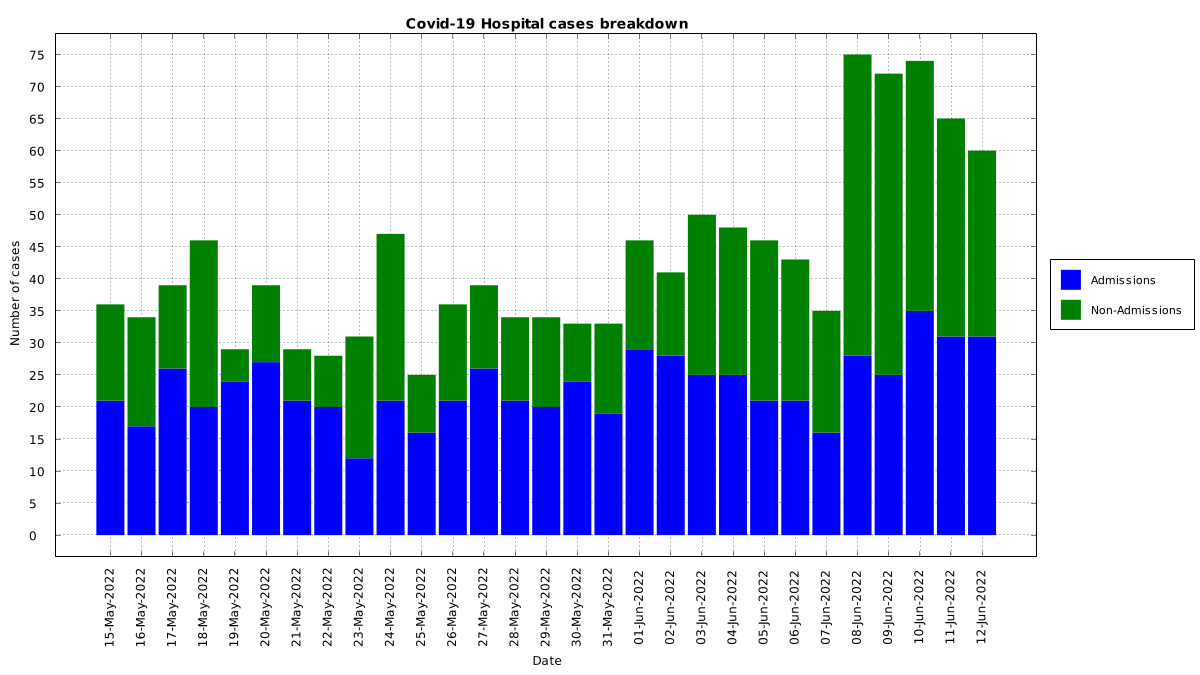 Covid-19 Hospital cases breakdown
75
70
65
60
55
50
45
40
35
30
25
20
15
10
5
0
Number of cases
15-May-2022
16-May-2022
17-May-2022
18-May-2022
19-May-2022
20-May-2022
21-May-2022
22-May-2022
23-May-2022
24-May-2022
25-May-2022
26-May-2022
27-May-2022
28-May-2022
29-May-2022
30-May-2022
31-May-2022
01-Jun-2022
02-Jun-2022
03-Jun-2022
04-Jun-2022
05-Jun-2022
06-Jun-2022
07-Jun-2022
08-Jun-2022
09-Jun-2022
10-Jun-2022
11-Jun-2022
12-Jun-2022
Date
Admissions
Non-Admissions